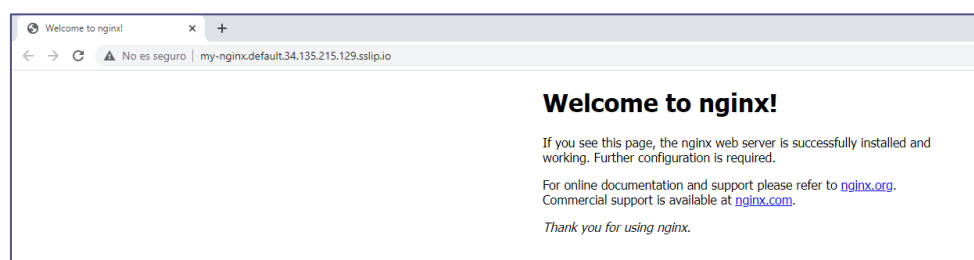 Welcome to nginx!
No es seguro | my-nginx.default.34.135.215.129.sslip.io
Welcome to nginx!
If you see this page, the nginx web server is successfully installed and
working. Further configuration is required.
For online documentation and support please refer to nginx.org.
Commercial support is available at nginx.com.
Thank you for using nginx.